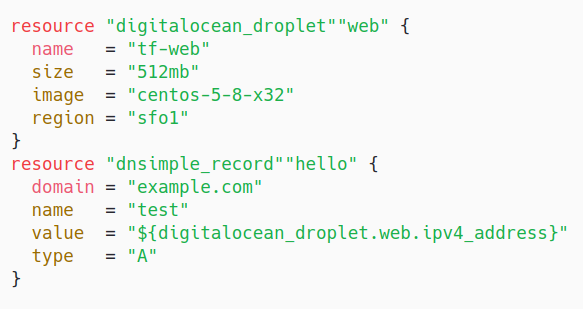 resource "digitalocean_droplet""web" {
  name   = "tf-web"
  size   = "512mb"
  image  = "centos-5-8-x32"
  region = "sfo1"
}
resource "dnsimple_record""hello" {
  domain = "example.com"
  name   = "test"
  value  = "${digitalocean_droplet.web.ipv4_address}"
  type   = "A"
}